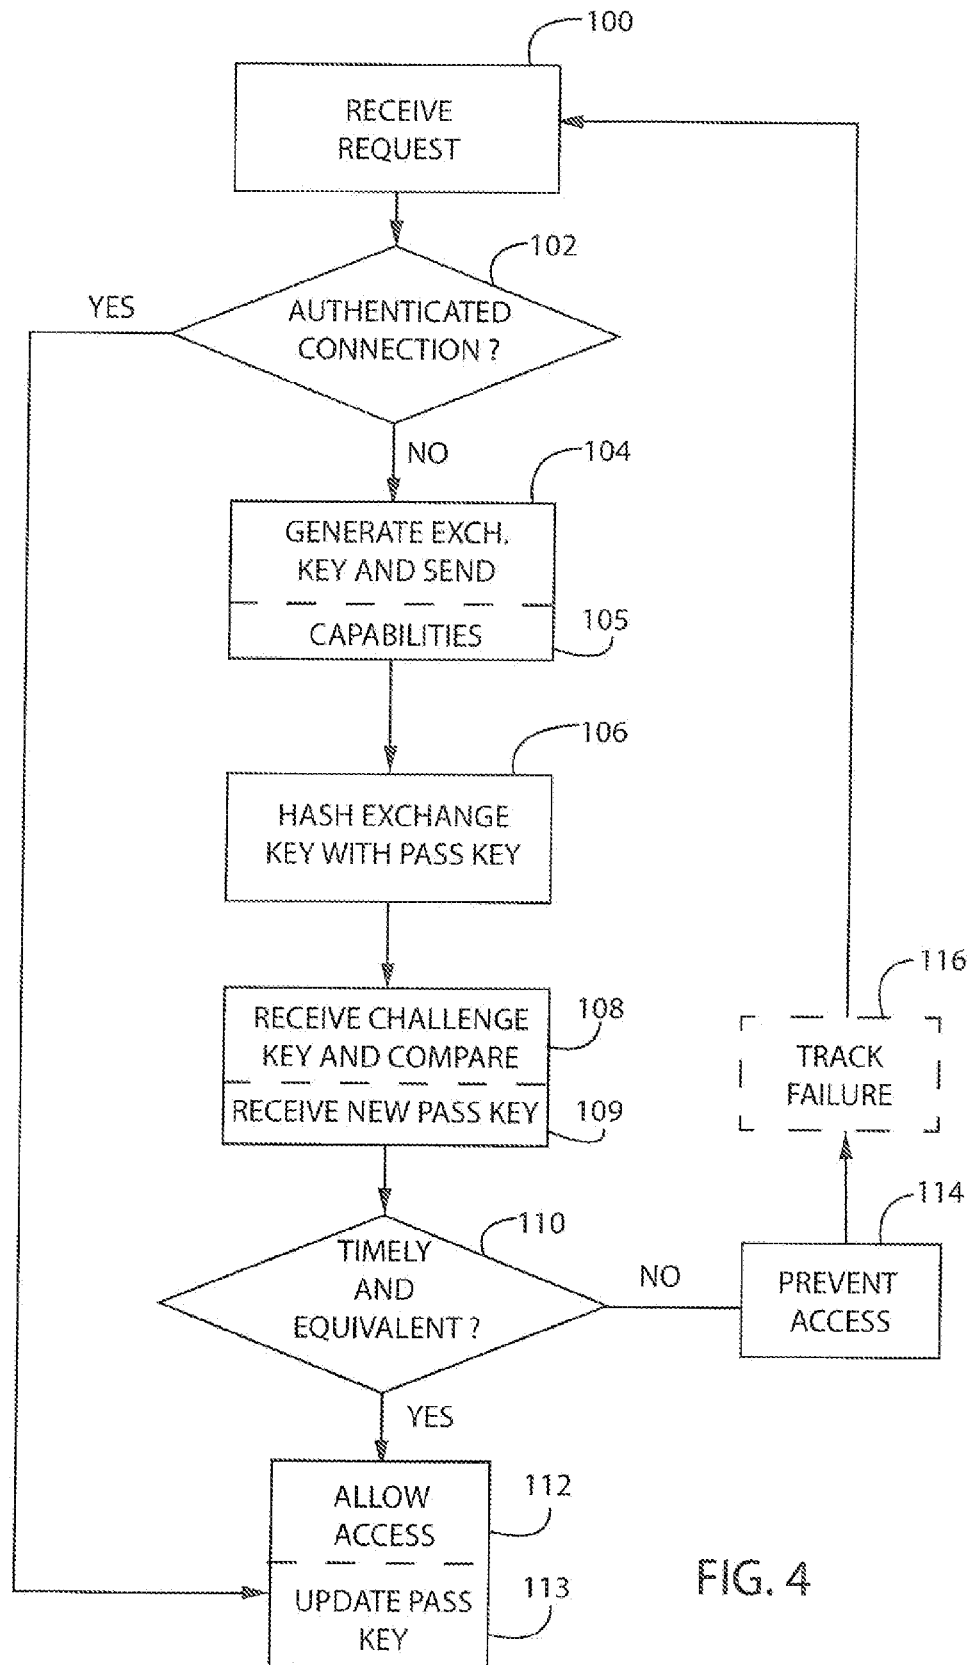 100
RECEIVE
REQUEST
102
YES
AUTHENTICATED
CONNECTION ?
NO
104
GENERATE EXCH.
KEY AND SEND
105
CAPABILITIES
106
HASH EXCHANGE
KEY WITH PASS KEY
116
RECEIVE CHALLENGE
KEY AND COMPARE
108
TRACK
FAILURE
RECEIVE NEW PASS KEY
109
114
110
TIMELY
AND
EQUIVALENT ?
NO
PREVENT
ACCESS
YES
112
ALLOW
ACCESS
113
UPDATE PASS
KEY
FIG. 4